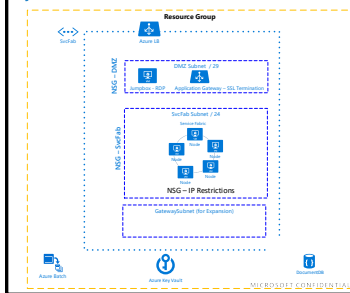 Resource Group
SvcFab
Azure LB
NSG – DMZ
DMZ Subnet / 29
Jumpbox - RDP
Application Gateway – SSL Termination
NSG – SvcFab
SvcFab Subnet / 24
Service Fabric
Node
Node
Node
Node
Node
NSG – IP Restrictions
GatewaySubnet (for Expansion)
Azure Batch
Azure Key Vault
DocumentDB
MICROSOFT CONFIDENTIAL